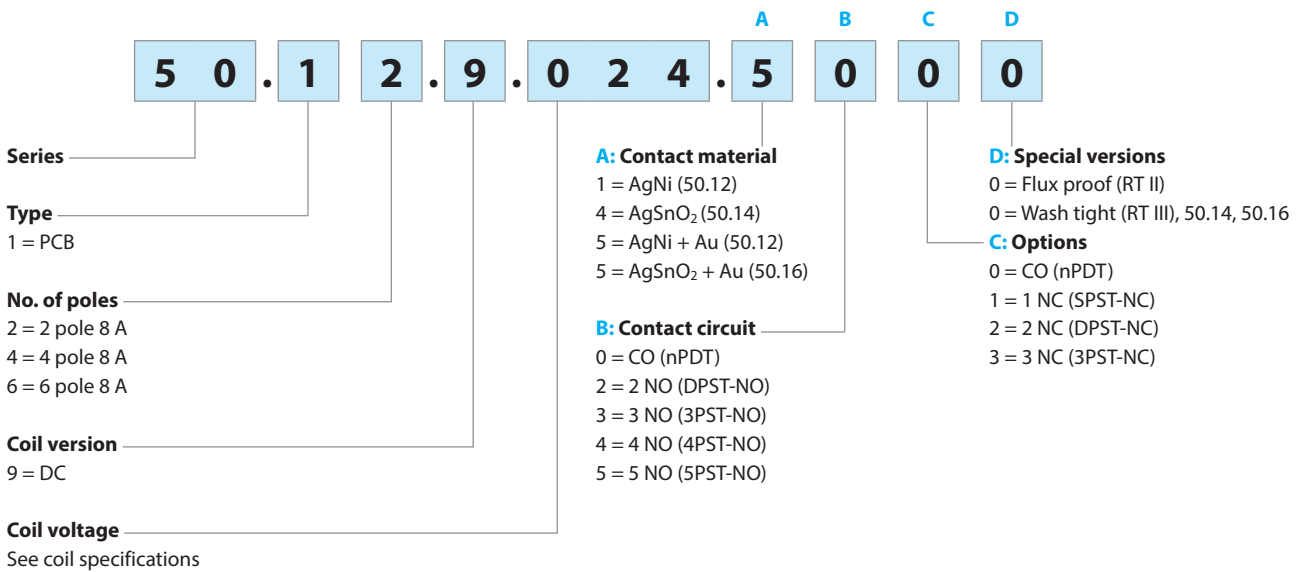 A B C D
5 0 . 1 2 . 9 . 0 2 4 . 5 0 0 0
Series
Type
1 = PCB
No. of poles
2 = 2 pole 8 A
4 = 4 pole 8 A
6 = 6 pole 8 A
Coil version
9 = DC
Coil voltage
See coil specifications
A: Contact material
1 = AgNi (50.12)
4 = AgSnO₂ (50.14)
5 = AgNi + Au (50.12)
5 = AgSnO₂ + Au (50.16)
B: Contact circuit
0 = CO (nPDT)
2 = 2 NO (DPST-NO)
3 = 3 NO (3PST-NO)
4 = 4 NO (4PST-NO)
5 = 5 NO (5PST-NO)
D: Special versions
0 = Flux proof (RT II)
0 = Wash tight (RT III), 50.14, 50.16
C: Options
0 = CO (nPDT)
1 = 1 NC (SPST-NC)
2 = 2 NC (DPST-NC)
3 = 3 NC (3PST-NC)